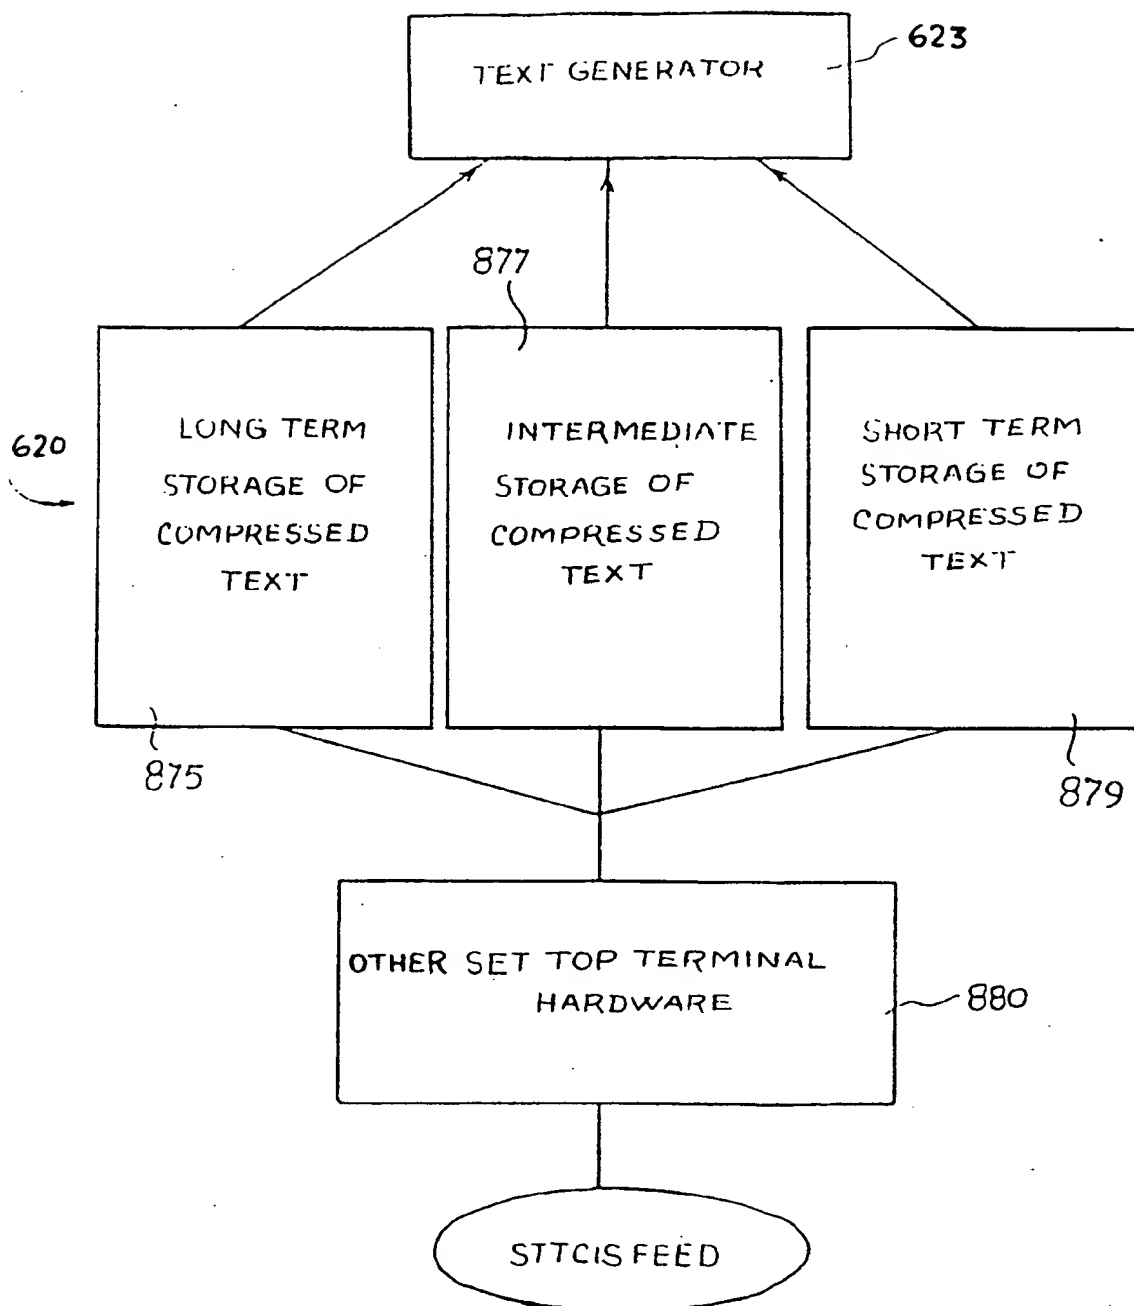 623
TEXT GENERATOR
877
620
LONG TERM
STORAGE OF
COMPRESSED
TEXT
INTERMEDIATE
STORAGE OF
COMPRESSED
TEXT
SHORT TERM
STORAGE OF
COMPRESSED
TEXT
875
879
OTHER SET TOP TERMINAL
HARDWARE
880
STTCIS FEED